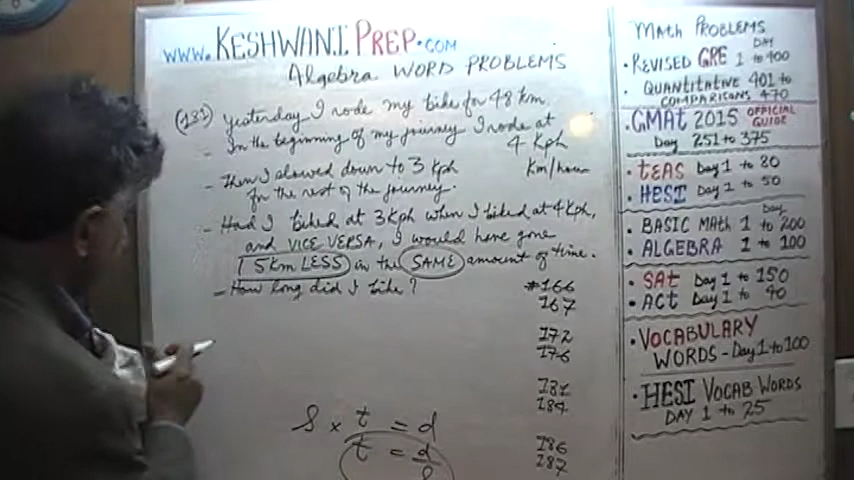 www.KESHWANI PREP.COM
Algebra WORD PROBLEMS
(181) Yesterday I rode my bike for 48 km.
- In the beginning of my journey I rode at
4 Kph
Km/hour
- Then I slowed down to 3 Kph
for the rest of the journey.
- Had I biked at 3Kph when I biked at 4Kph,
and VICE VERSA, I would have gone
5km LESS in the SAME amount of time.
- How long did I bike?
#166
167
172
176
181
184
186
187
S x t = d
t = d
MATH PROBLEMS
DAY
• REVISED GRE 1 to 400
• QUANTITATIVE 401 to
COMPARISONS 470
• GMAT 2015 OFFICIAL
GUIDE
Day 251 to 375
• TEAS Day 1 to 80
• HESI Day 1 to 50
Day
• BASIC MATH 1 to 200
• ALGEBRA 1 to 100
• SAT Day 1 to 150
• ACT Day 1 to 90
• VOCABULARY
WORDS - Day 1 to 100
• HESI VOCAB WORDS
DAY 1 to 25